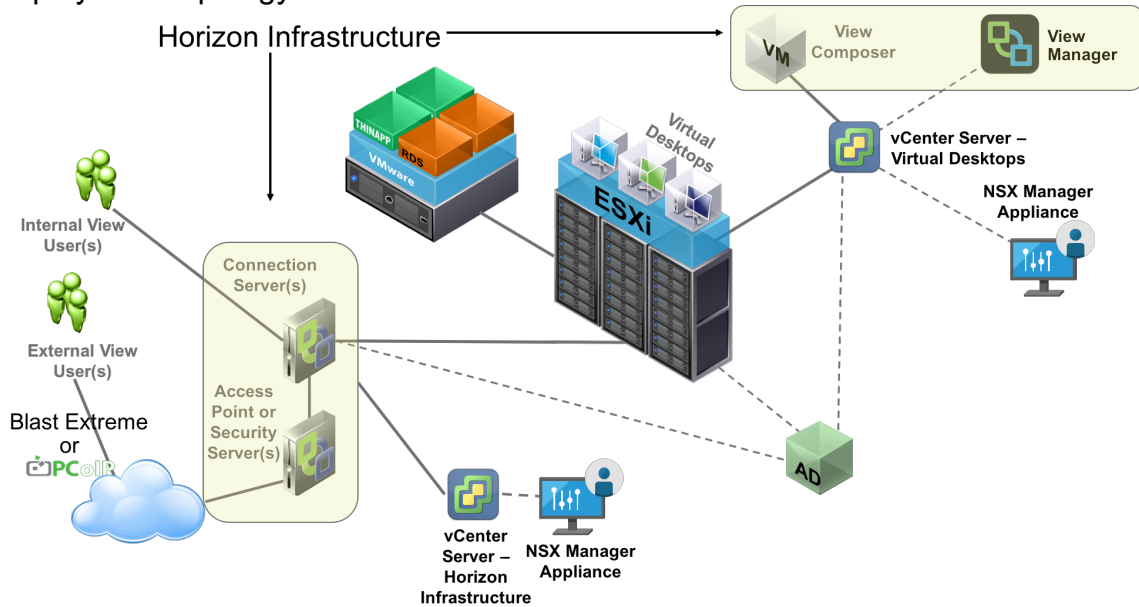 Horizon Infrastructure
View
Composer
VM
View
Manager
vCenter Server –
Virtual Desktops
NSX Manager
Appliance
THINAPP
RDS
VMware
Virtual
Desktops
ESXi
Internal View
User(s)
External View
User(s)
Blast Extreme
or
PCoIP
Connection
Server(s)
Access
Point or
Security
Server(s)
AD
vCenter
Server –
Horizon
Infrastructure
NSX Manager
Appliance